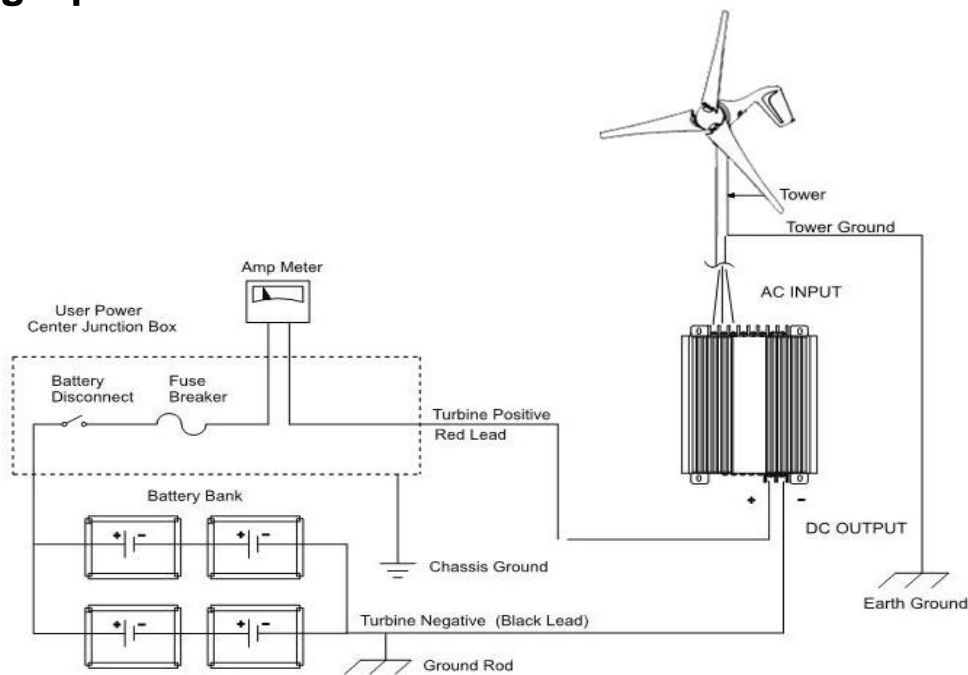 Tower
Tower Ground
Amp Meter
AC INPUT
User Power
Center Junction Box
Battery
Disconnect
Fuse
Breaker
Turbine Positive
Red Lead
Battery Bank
+ -
DC OUTPUT
+ - + -
Chassis Ground
Earth Ground
+ - + -
Turbine Negative (Black Lead)
Ground Rod